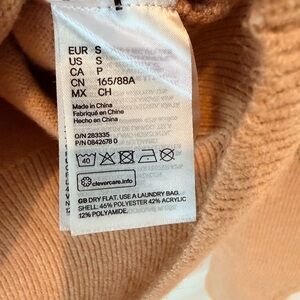 EUR S
US S
CA P
CN 165/88A
MX CH
Made in China
Fabriqué en Chine
Hecho en China
O/N 283335
P/N 0842678 0
40
clevercare.info
GB DRY FLAT. USE A LAUNDRY BAG.
SHELL: 46% POLYESTER 42% ACRYLIC
12% POLYAMIDE.